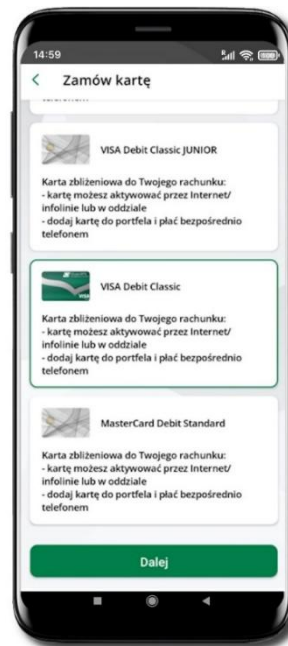 14:59
Zamów kartę
telefonem
VISA Debit Classic JUNIOR
Karta zbliżeniowa do Twojego rachunku:
- kartę możesz aktywować przez Internet/
infolinie lub w oddziale
- dodaj kartę do portfela i płać bezpośrednio
telefonem
VISA Debit Classic
VISA
Karta zbliżeniowa do Twojego rachunku:
- kartę możesz aktywować przez Internet/
infolinie lub w oddziale
- dodaj kartę do portfela i płać bezpośrednio
telefonem
MasterCard Debit Standard
Karta zbliżeniowa do Twojego rachunku:
- kartę możesz aktywować przez Internet/
infolinie lub w oddziale
- dodaj kartę do portfela i płać bezpośrednio
telefonem
Dalej